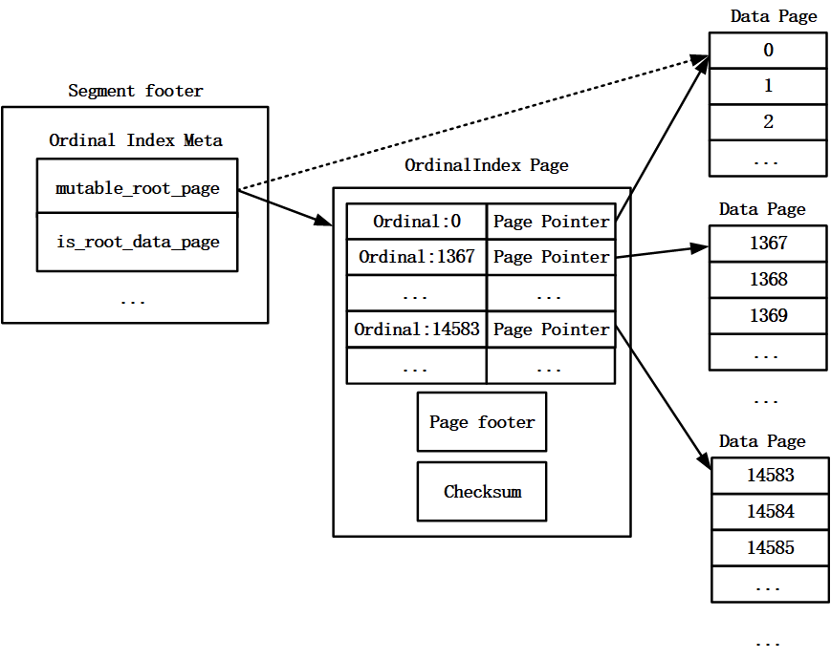 Segment footer
Ordinal Index Meta
mutable_root_page
is_root_data_page
...
OrdinalIndex Page
Ordinal:0 Page Pointer
Ordinal:1367 Page Pointer
... ...
Ordinal:14583 Page Pointer
... ...
Page footer
Checksum
Data Page
0
1
2
...
Data Page
1367
1368
1369
...
...
Data Page
14583
14584
14585
...
...